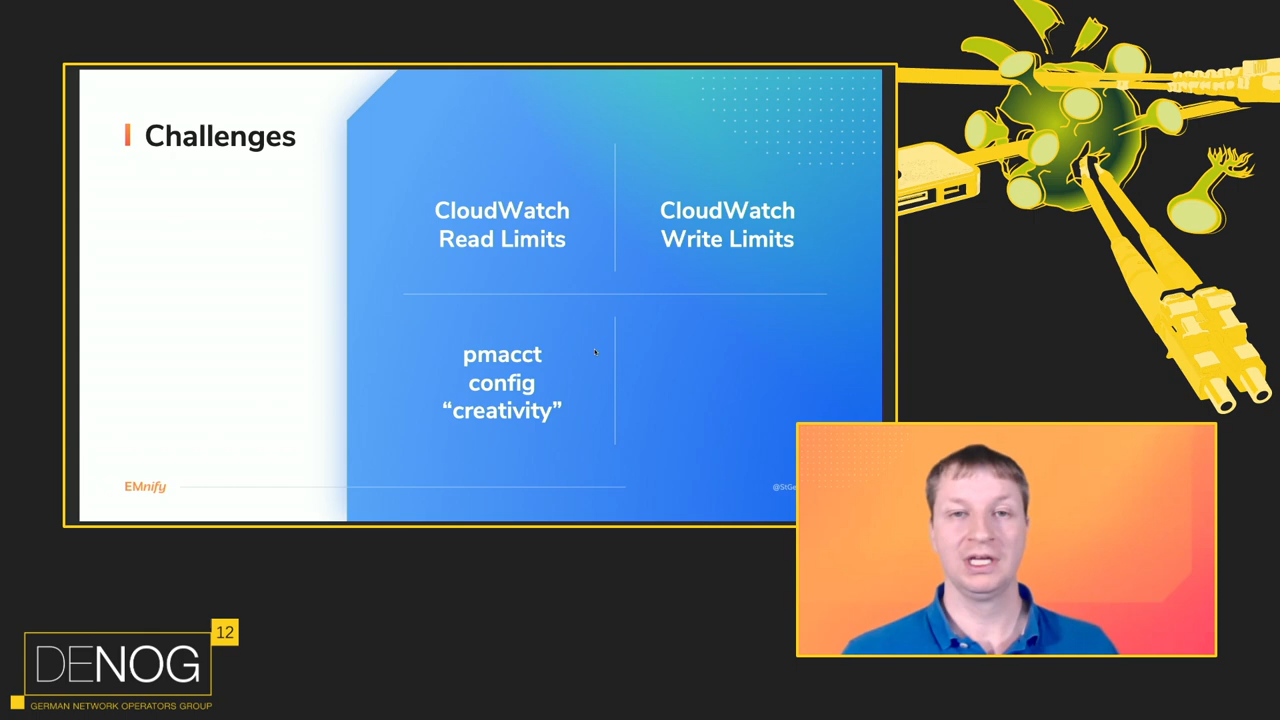 Challenges
CloudWatch
Read Limits
CloudWatch
Write Limits
pmacct
config
“creativity”
EMnify
12
DENOG
GERMAN NETWORK OPERATORS GROUP